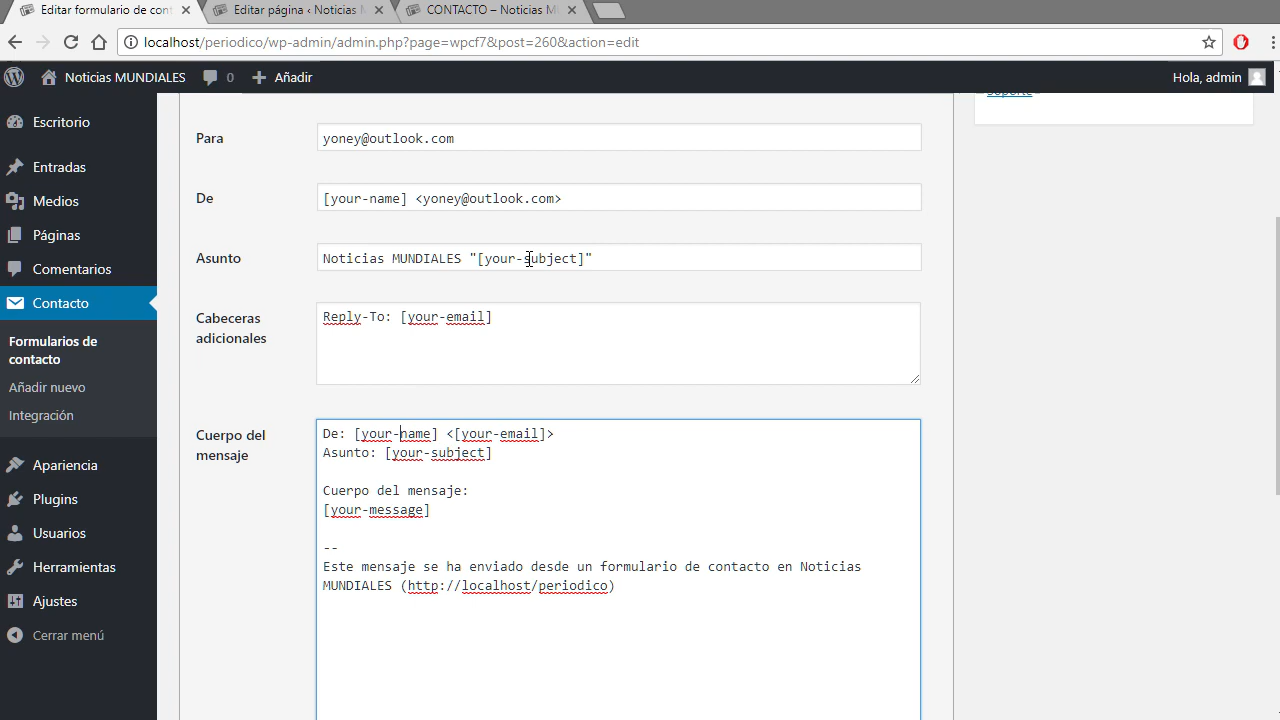 Editar formulario de cont
Editar página ‹ Noticias M
CONTACTO – Noticias M
localhost/periodico/wp-admin/admin.php?page=wpcf7&post=260&action=edit
Noticias MUNDIALES
0
Añadir
Hola, admin
Escritorio
Entradas
Medios
Páginas
Comentarios
Contacto
Formularios de
contacto
Añadir nuevo
Integración
Apariencia
Plugins
Usuarios
Herramientas
Ajustes
Cerrar menú
Soporte
Para
yoney@outlook.com
De
[your-name] <yoney@outlook.com>
Asunto
Noticias MUNDIALES "[your-subject]"
Cabeceras
adicionales
Reply-To: [your-email]
Cuerpo del
mensaje
De: [your-name] <[your-email]>
Asunto: [your-subject]
Cuerpo del mensaje:
[your-message]
--
Este mensaje se ha enviado desde un formulario de contacto en Noticias
MUNDIALES (http://localhost/periodico)